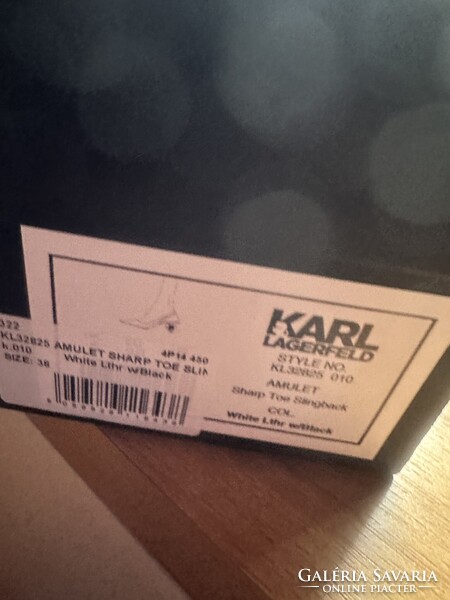 322
KL32825 AMULET SHARP TOE SLIN
4P14 450
k.010 White Lthr w/Black
SIZE: 38
KARL
LAGERFELD
STYLE NO.
KL32825 010
AMULET
Sharp Toe Slingback
COL.
White Lthr w/Black
GALÉRIA SAVARIA
ONLINE PIACTÉR